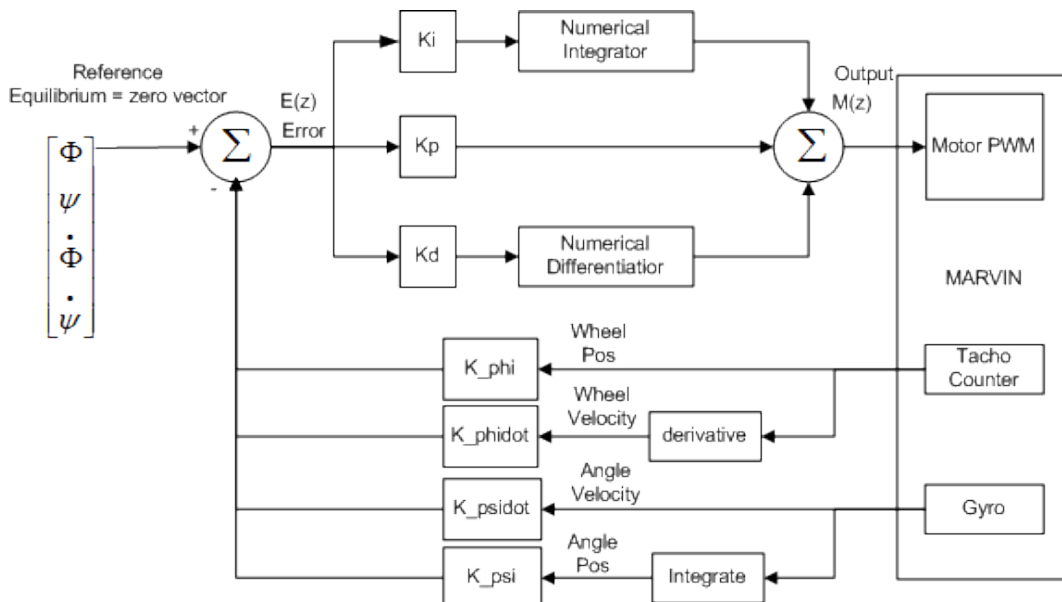 Reference
Equilibrium = zero vector
Φ
ψ
Φ̇
ψ̇
+
-
Σ
E(z)
Error
Ki
Numerical
Integrator
Kp
Kd
Numerical
Differentiatior
Σ
Output
M(z)
Motor PWM
MARVIN
Tacho
Counter
Gyro
Wheel
Pos
K_phi
Wheel
Velocity
K_phidot
derivative
Angle
Velocity
K_psidot
Angle
Pos
K_psi
Integrate